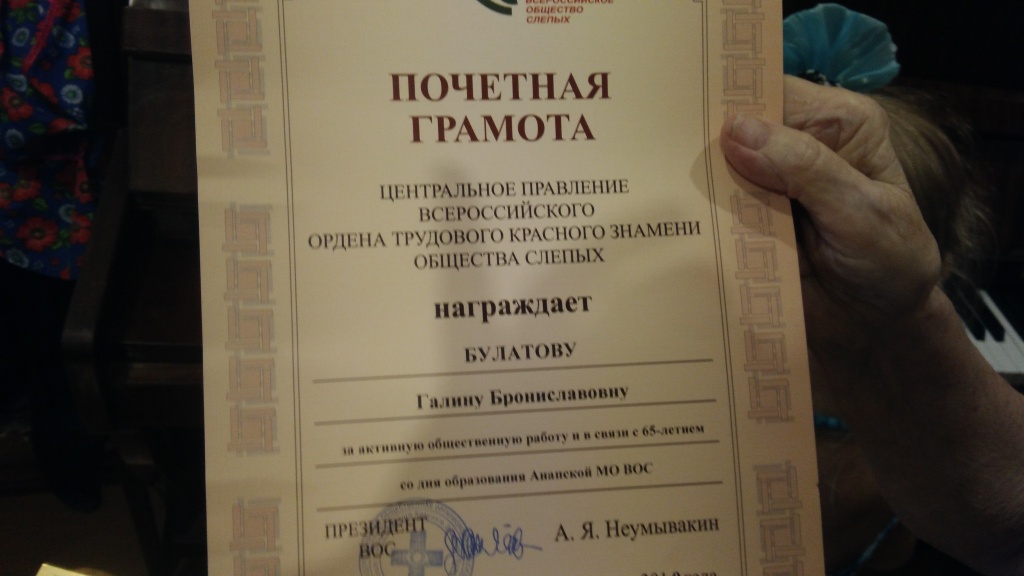 ВСЕРОССИЙСКОЕ
ОБЩЕСТВО
СЛЕПЫХ
ПОЧЕТНАЯ
ГРАМОТА
ЦЕНТРАЛЬНОЕ ПРАВЛЕНИЕ
ВСЕРОССИЙСКОГО
ОРДЕНА ТРУДОВОГО КРАСНОГО ЗНАМЕНИ
ОБЩЕСТВА СЛЕПЫХ
награждает
БУЛАТОВУ
Галину Брониславовну
за активную общественную работу и в связи с 65-летием
со дня образования Анапской МО ВОС
ПРЕЗИДЕНТ
ВОС
А. Я. Неумывакин
года